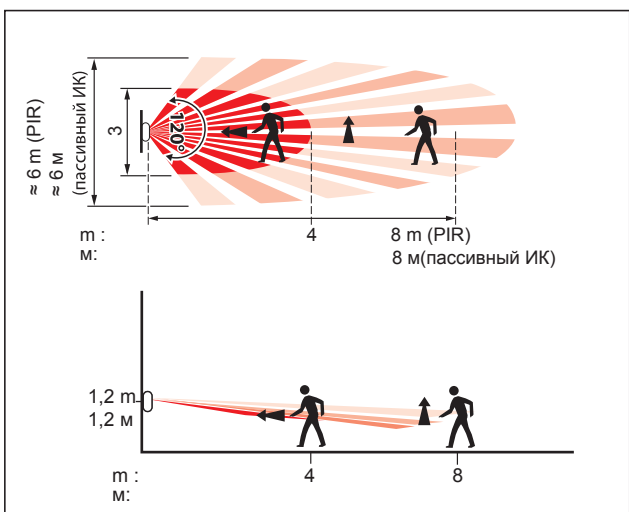 ≈ 6 m (PIR)
≈ 6 м
(пассивный ИК)
3
120°
m :
4
8 m (PIR)
м:
8 м(пассивный ИК)
1,2 m
1,2 м
m :
4
8
м: